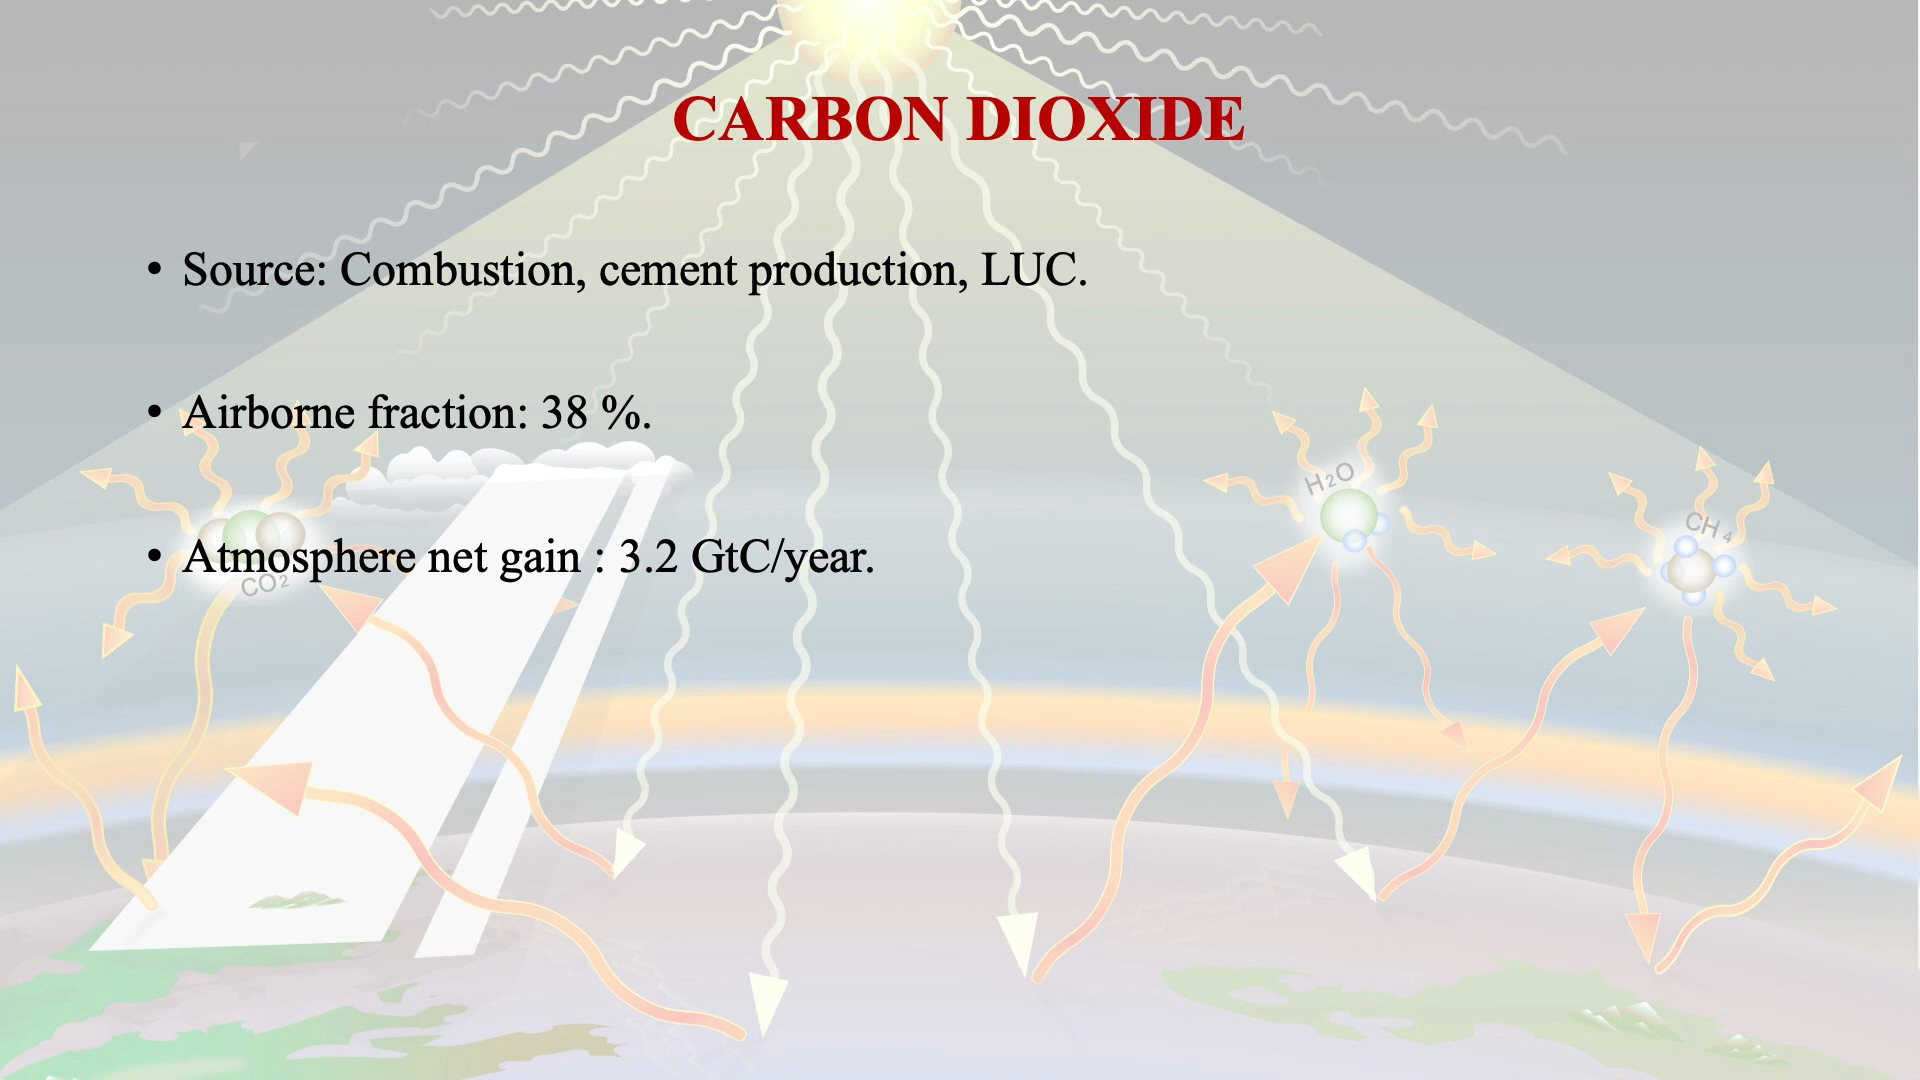 CARBON DIOXIDE
• Source: Combustion, cement production, LUC.
• Airborne fraction: 38 %.
H₂O
CH₄
• Atmosphere net gain : 3.2 GtC/year.
CO₂